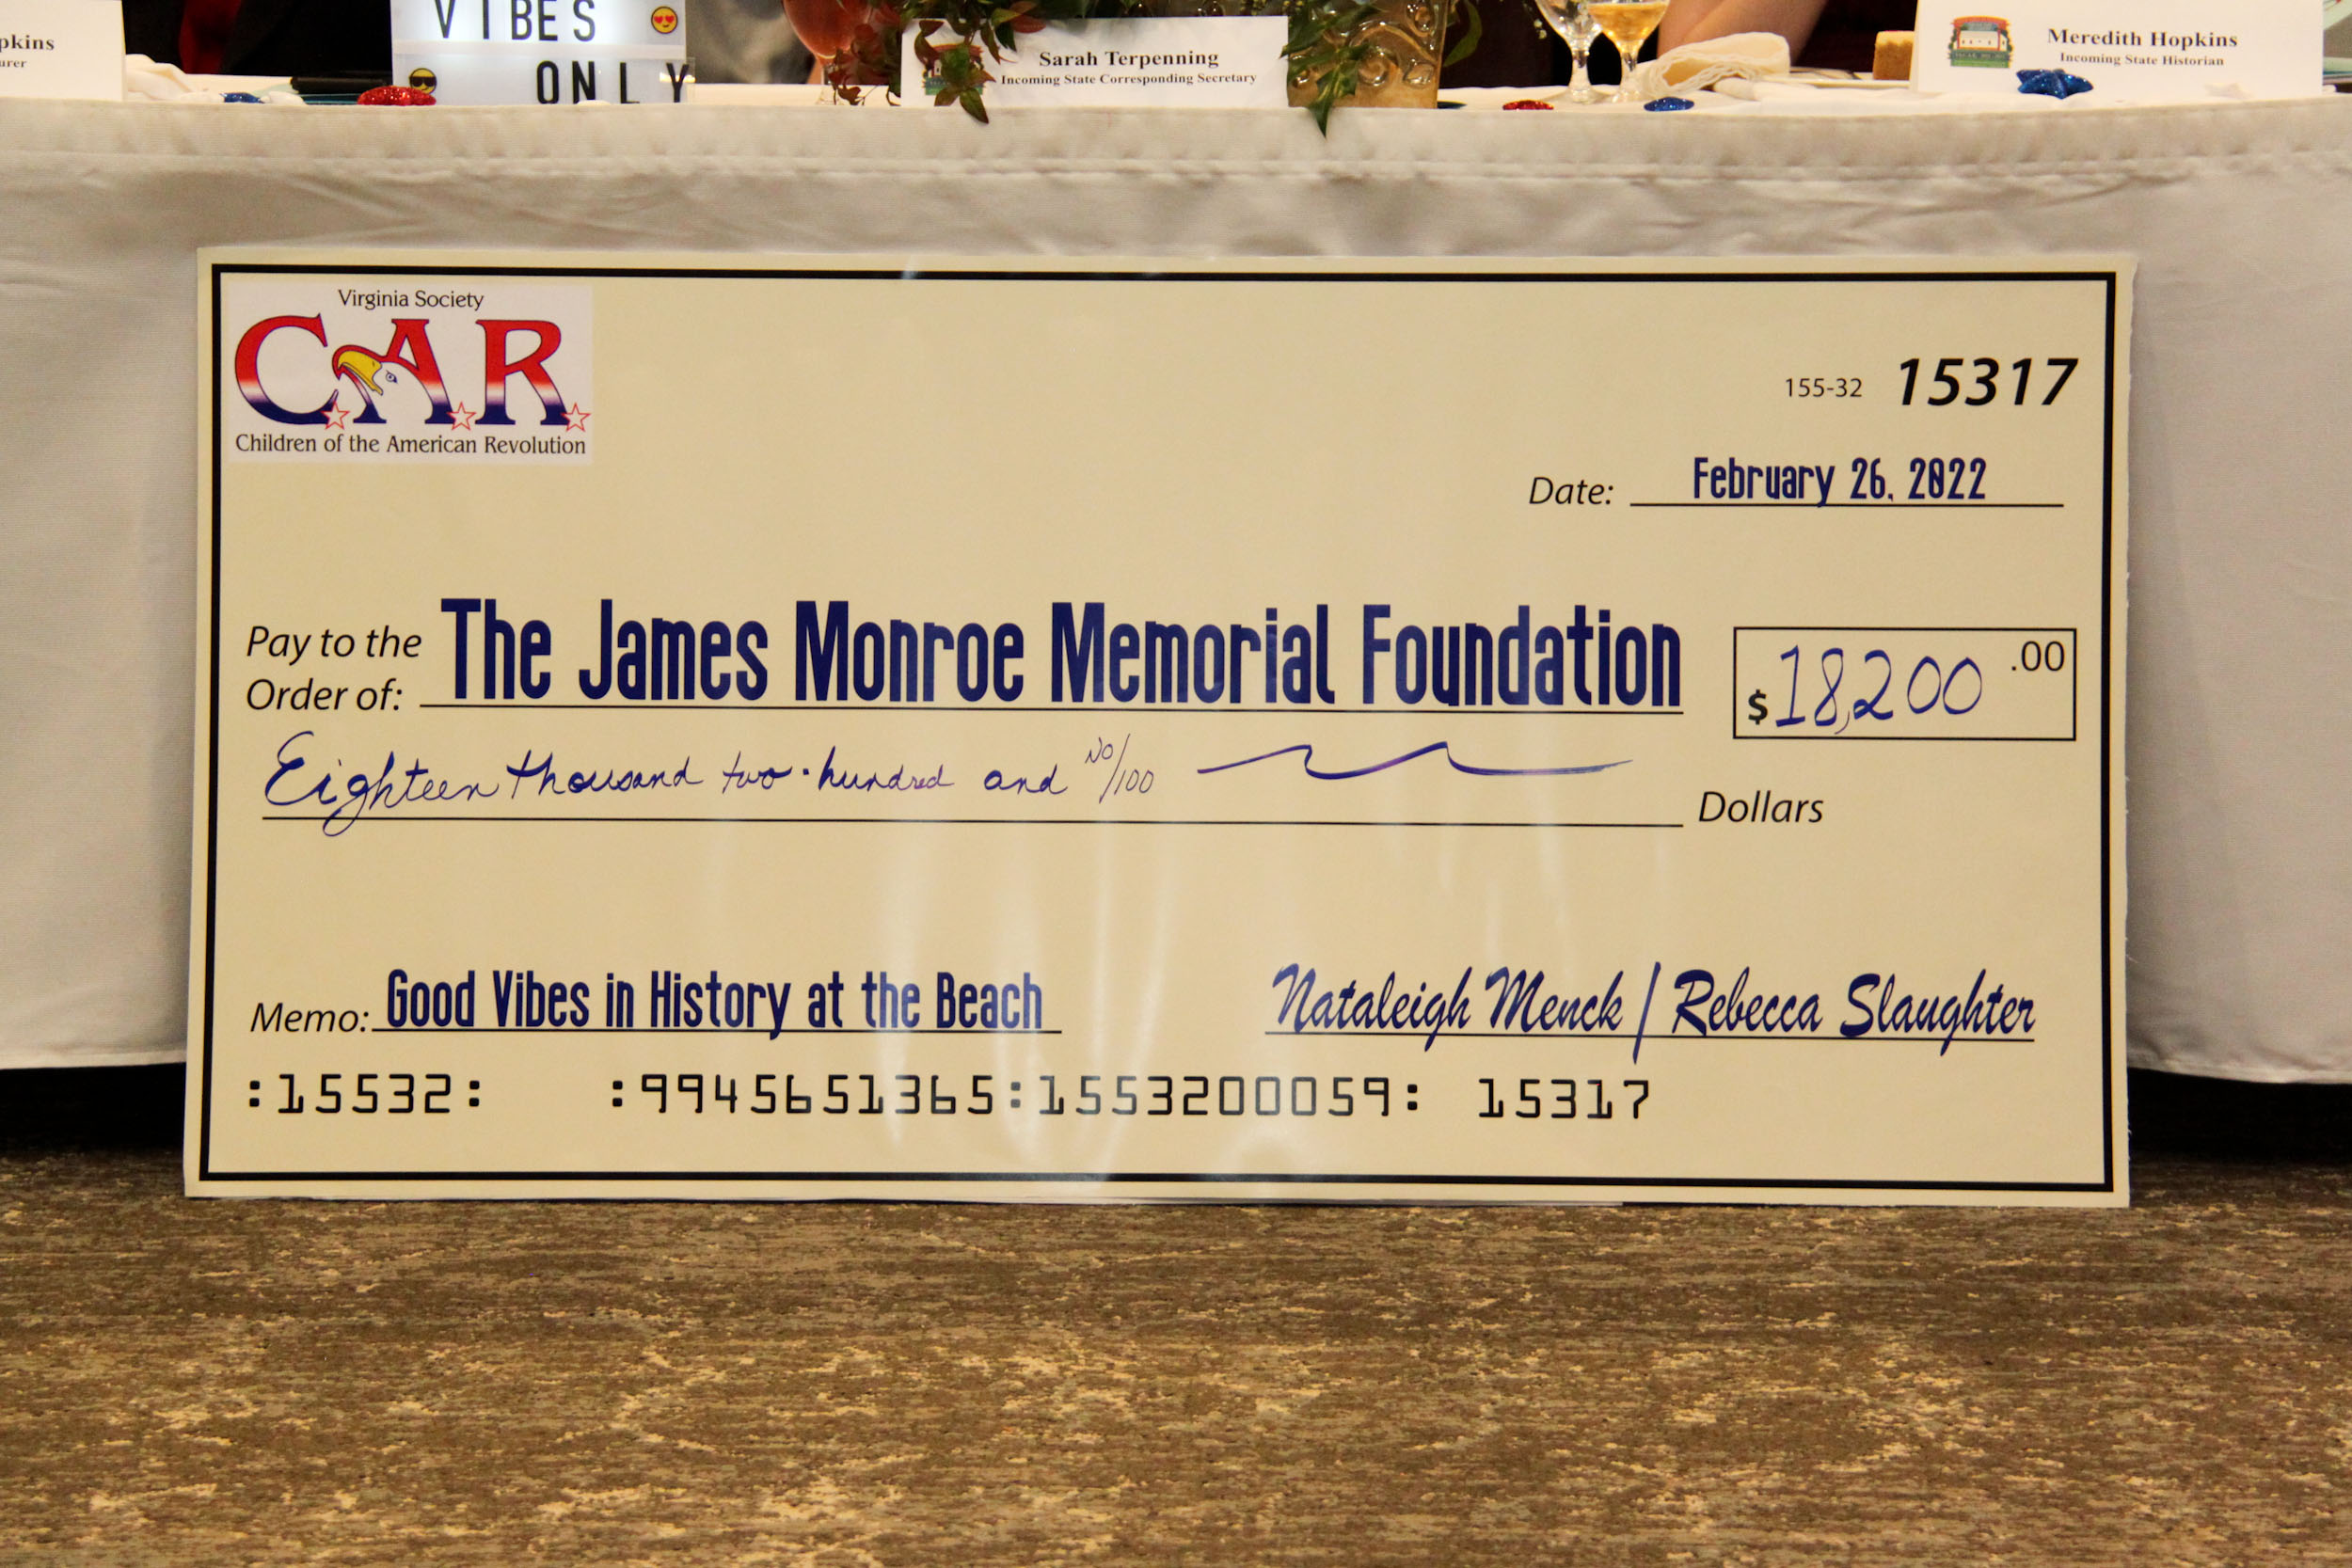 pkins
urer
VIBES
ONLY
Sarah Terpenning
Incoming State Corresponding Secretary
Meredith Hopkins
Incoming State Historian
Virginia Society
C.A.R.
Children of the American Revolution
155-32 15317
Date: February 26, 2022
Pay to the
Order of: The James Monroe Memorial Foundation
$18,200 .00
Eighteen thousand two-hundred and No/100
Dollars
Memo: Good Vibes in History at the Beach
Nataleigh Menck / Rebecca Slaughter
:15532: :9945651365:1553200059: 15317